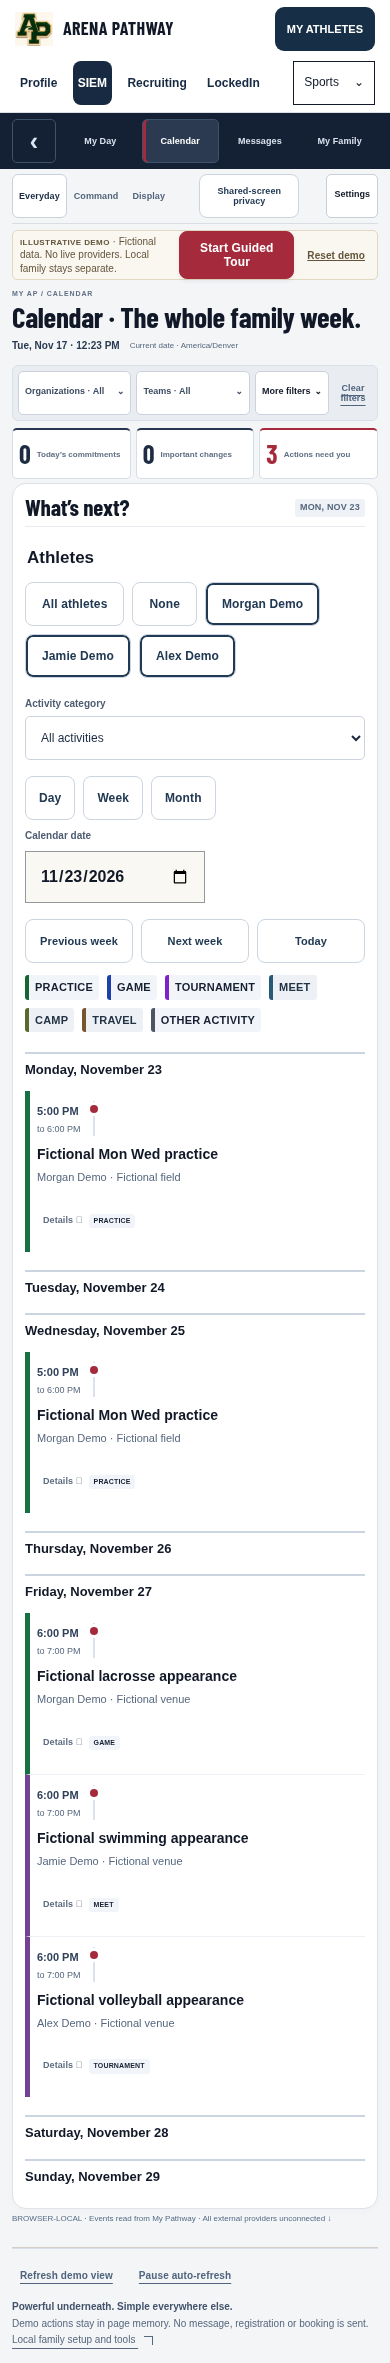 AP ARENA PATHWAY
MY ATHLETES
Profile
SIEM
Recruiting
LockedIn
Sports
My Day
Calendar
Messages
My Family
Everyday
Command
Display
Shared-screen
privacy
Settings
ILLUSTRATIVE DEMO · Fictional
data. No live providers. Local
family stays separate.
Start Guided
Tour
Reset demo
MY AP / CALENDAR
Calendar · The whole family week.
Tue, Nov 17 · 12:23 PM Current date · America/Denver
Organizations · All
Teams · All
More filters
Clear
filters
0 Today's commitments
0 Important changes
3 Actions need you
What's next?
MON, NOV 23
Athletes
All athletes
None
Morgan Demo
Jamie Demo
Alex Demo
Activity category
All activities
Day
Week
Month
Calendar date
11/23/2026
Previous week
Next week
Today
PRACTICE
GAME
TOURNAMENT
MEET
CAMP
TRAVEL
OTHER ACTIVITY
Monday, November 23
5:00 PM
to 6:00 PM
Fictional Mon Wed practice
Morgan Demo · Fictional field
Details
PRACTICE
Tuesday, November 24
Wednesday, November 25
5:00 PM
to 6:00 PM
Fictional Mon Wed practice
Morgan Demo · Fictional field
Details
PRACTICE
Thursday, November 26
Friday, November 27
6:00 PM
to 7:00 PM
Fictional lacrosse appearance
Morgan Demo · Fictional venue
Details
GAME
6:00 PM
to 7:00 PM
Fictional swimming appearance
Jamie Demo · Fictional venue
Details
MEET
6:00 PM
to 7:00 PM
Fictional volleyball appearance
Alex Demo · Fictional venue
Details
TOURNAMENT
Saturday, November 28
Sunday, November 29
BROWSER-LOCAL · Events read from My Pathway · All external providers unconnected ↓
Refresh demo view
Pause auto-refresh
Powerful underneath. Simple everywhere else.
Demo actions stay in page memory. No message, registration or booking is sent.
Local family setup and tools